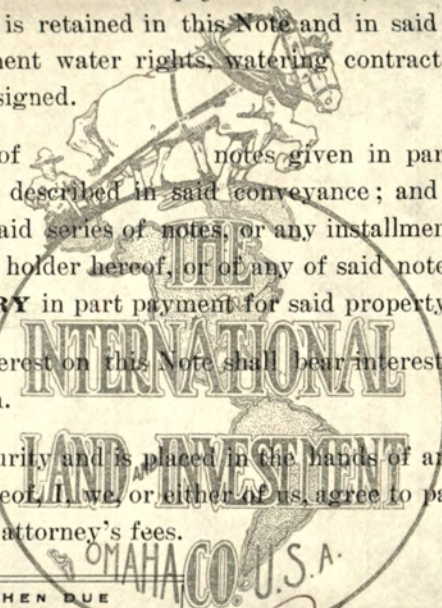 is retained in this Note and in said
ment water rights, watering contract
signed.
of notes given in par
described in said conveyance; and
aid series of notes, or any installmen
holder hereof, or of any of said note
RY in part payment for said property
erest on this Note shall bear interest
a.
urity and is placed in the hands of an
eof, I, we, or either of us, agree to pa
attorney's fees.
HEN DUE
THE
INTERNATIONAL
LAND AND INVESTMENT
CO.
OMAHA U.S.A.